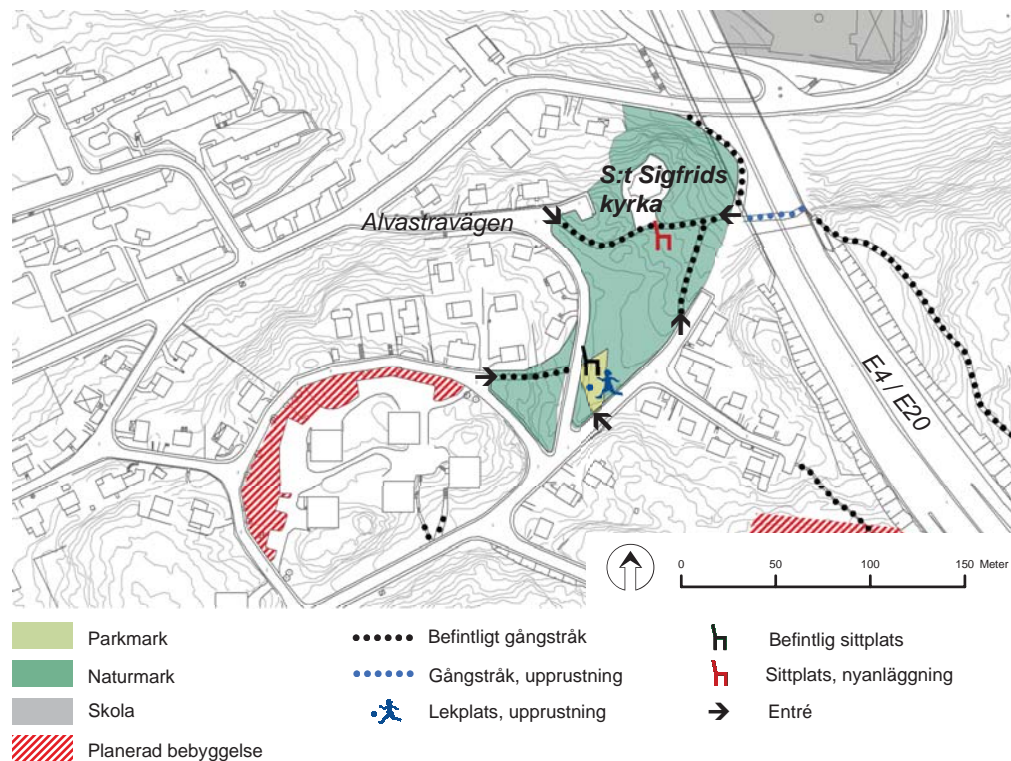 S:t Sigfrids
kyrka
Alvastravägen
E4 / E20
0 50 100 150 Meter
Parkmark
Naturmark
Skola
Planerad bebyggelse
Befintligt gångstråk
Gångstråk, upprustning
Lekplats, upprustning
Befintlig sittplats
Sittplats, nyanläggning
Entré